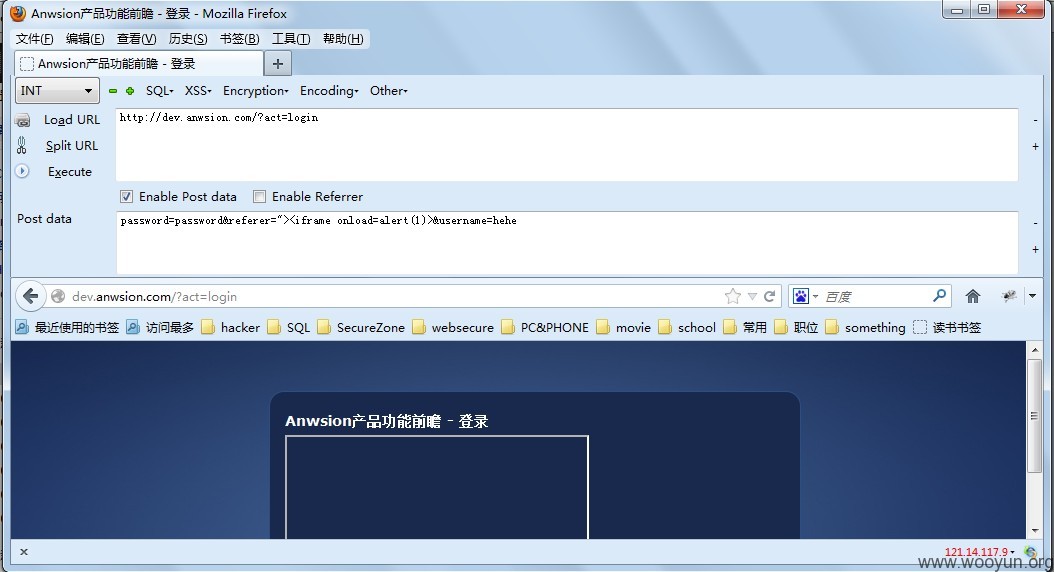 Anwsion产品功能前瞻 - 登录 - Mozilla Firefox
文件(F) 编辑(E) 查看(V) 历史(S) 书签(B) 工具(T) 帮助(H)
Anwsion产品功能前瞻 - 登录 +
INT SQL XSS Encryption Encoding Other
Load URL http://dev.anwsion.com/?act=login -
Split URL +
Execute
Enable Post data Enable Referrer
Post data password=password&referer="><iframe onload=alert(1)>&username=hehe -
+
dev.anwsion.com/?act=login 百度
最近使用的书签 访问最多 hacker SQL SecureZone websecure PC&PHONE movie school 常用 职位 something 读书书签
Anwsion产品功能前瞻 - 登录
× 121.14.117.9
www.wooyun.org